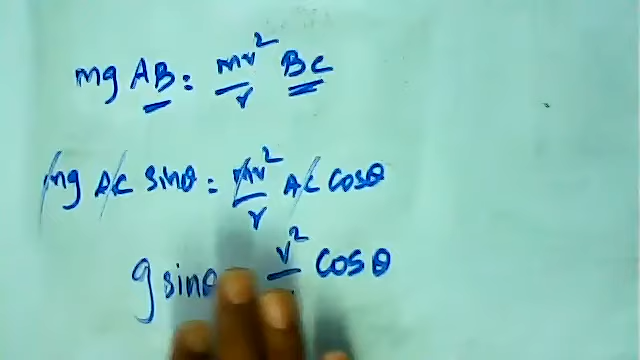 mg AB = mv²/r BC
mg AC sinθ = mv²/r AC cosθ
g sinθ v² cosθ